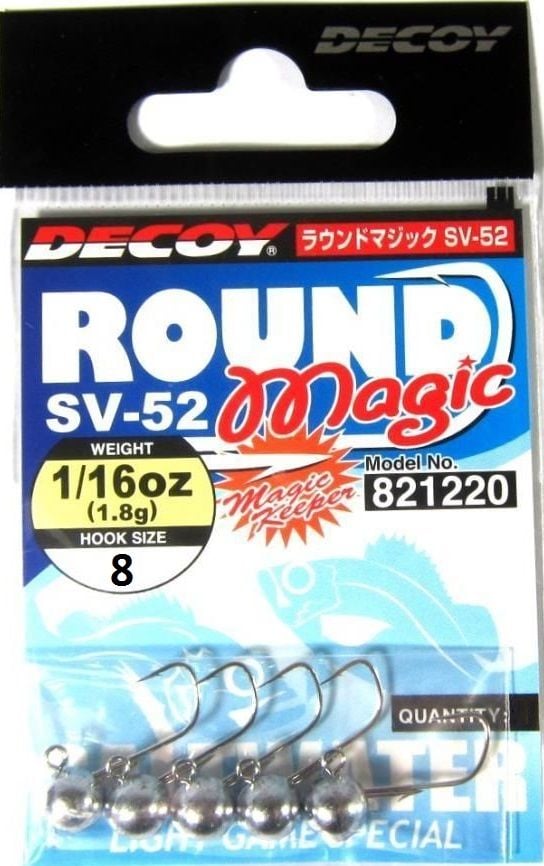 DECOY
DECOY® ラウンドマジック SV-52
ROUND
SV-52 magic
WEIGHT
1/16oz
(1.8g)
HOOK SIZE
8
Magic
Keeper
Model No.
821220
QUANTITY:
LIGHT GAME SPECIAL